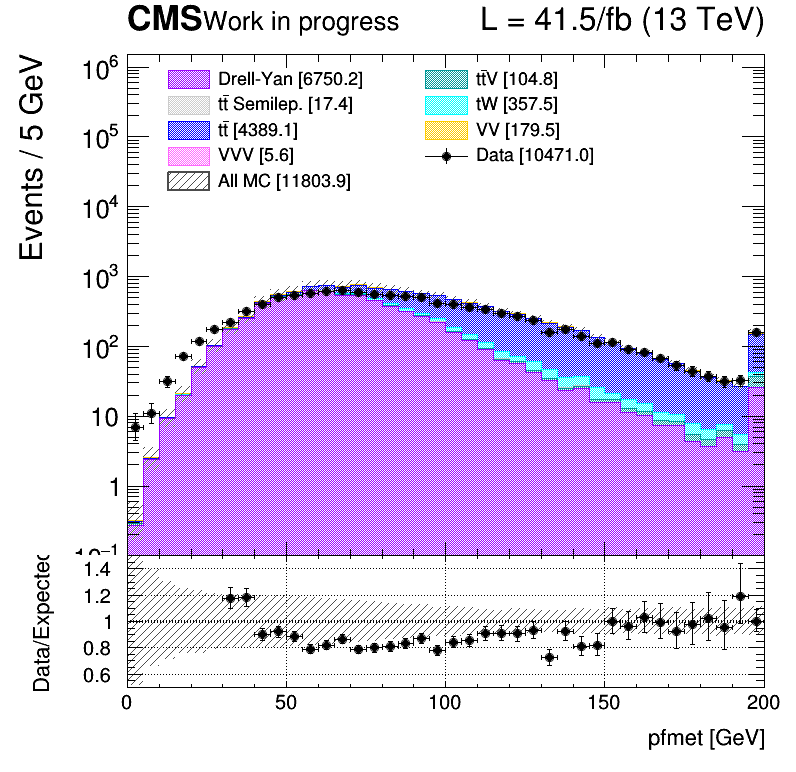 CMS Work in progress L = 41.5/fb (13 TeV)
Events / 5 GeV
Drell-Yan [6750.2]
tt̄ Semilep. [17.4]
tt̄ [4389.1]
VVV [5.6]
All MC [11803.9]
tt̄V [104.8]
tW [357.5]
VV [179.5]
Data [10471.0]
10⁶
10⁵
10⁴
10³
10²
10
1
10⁻¹
Data/Expected
1.4
1.2
1
0.8
0.6
0 50 100 150 200
pfmet [GeV]